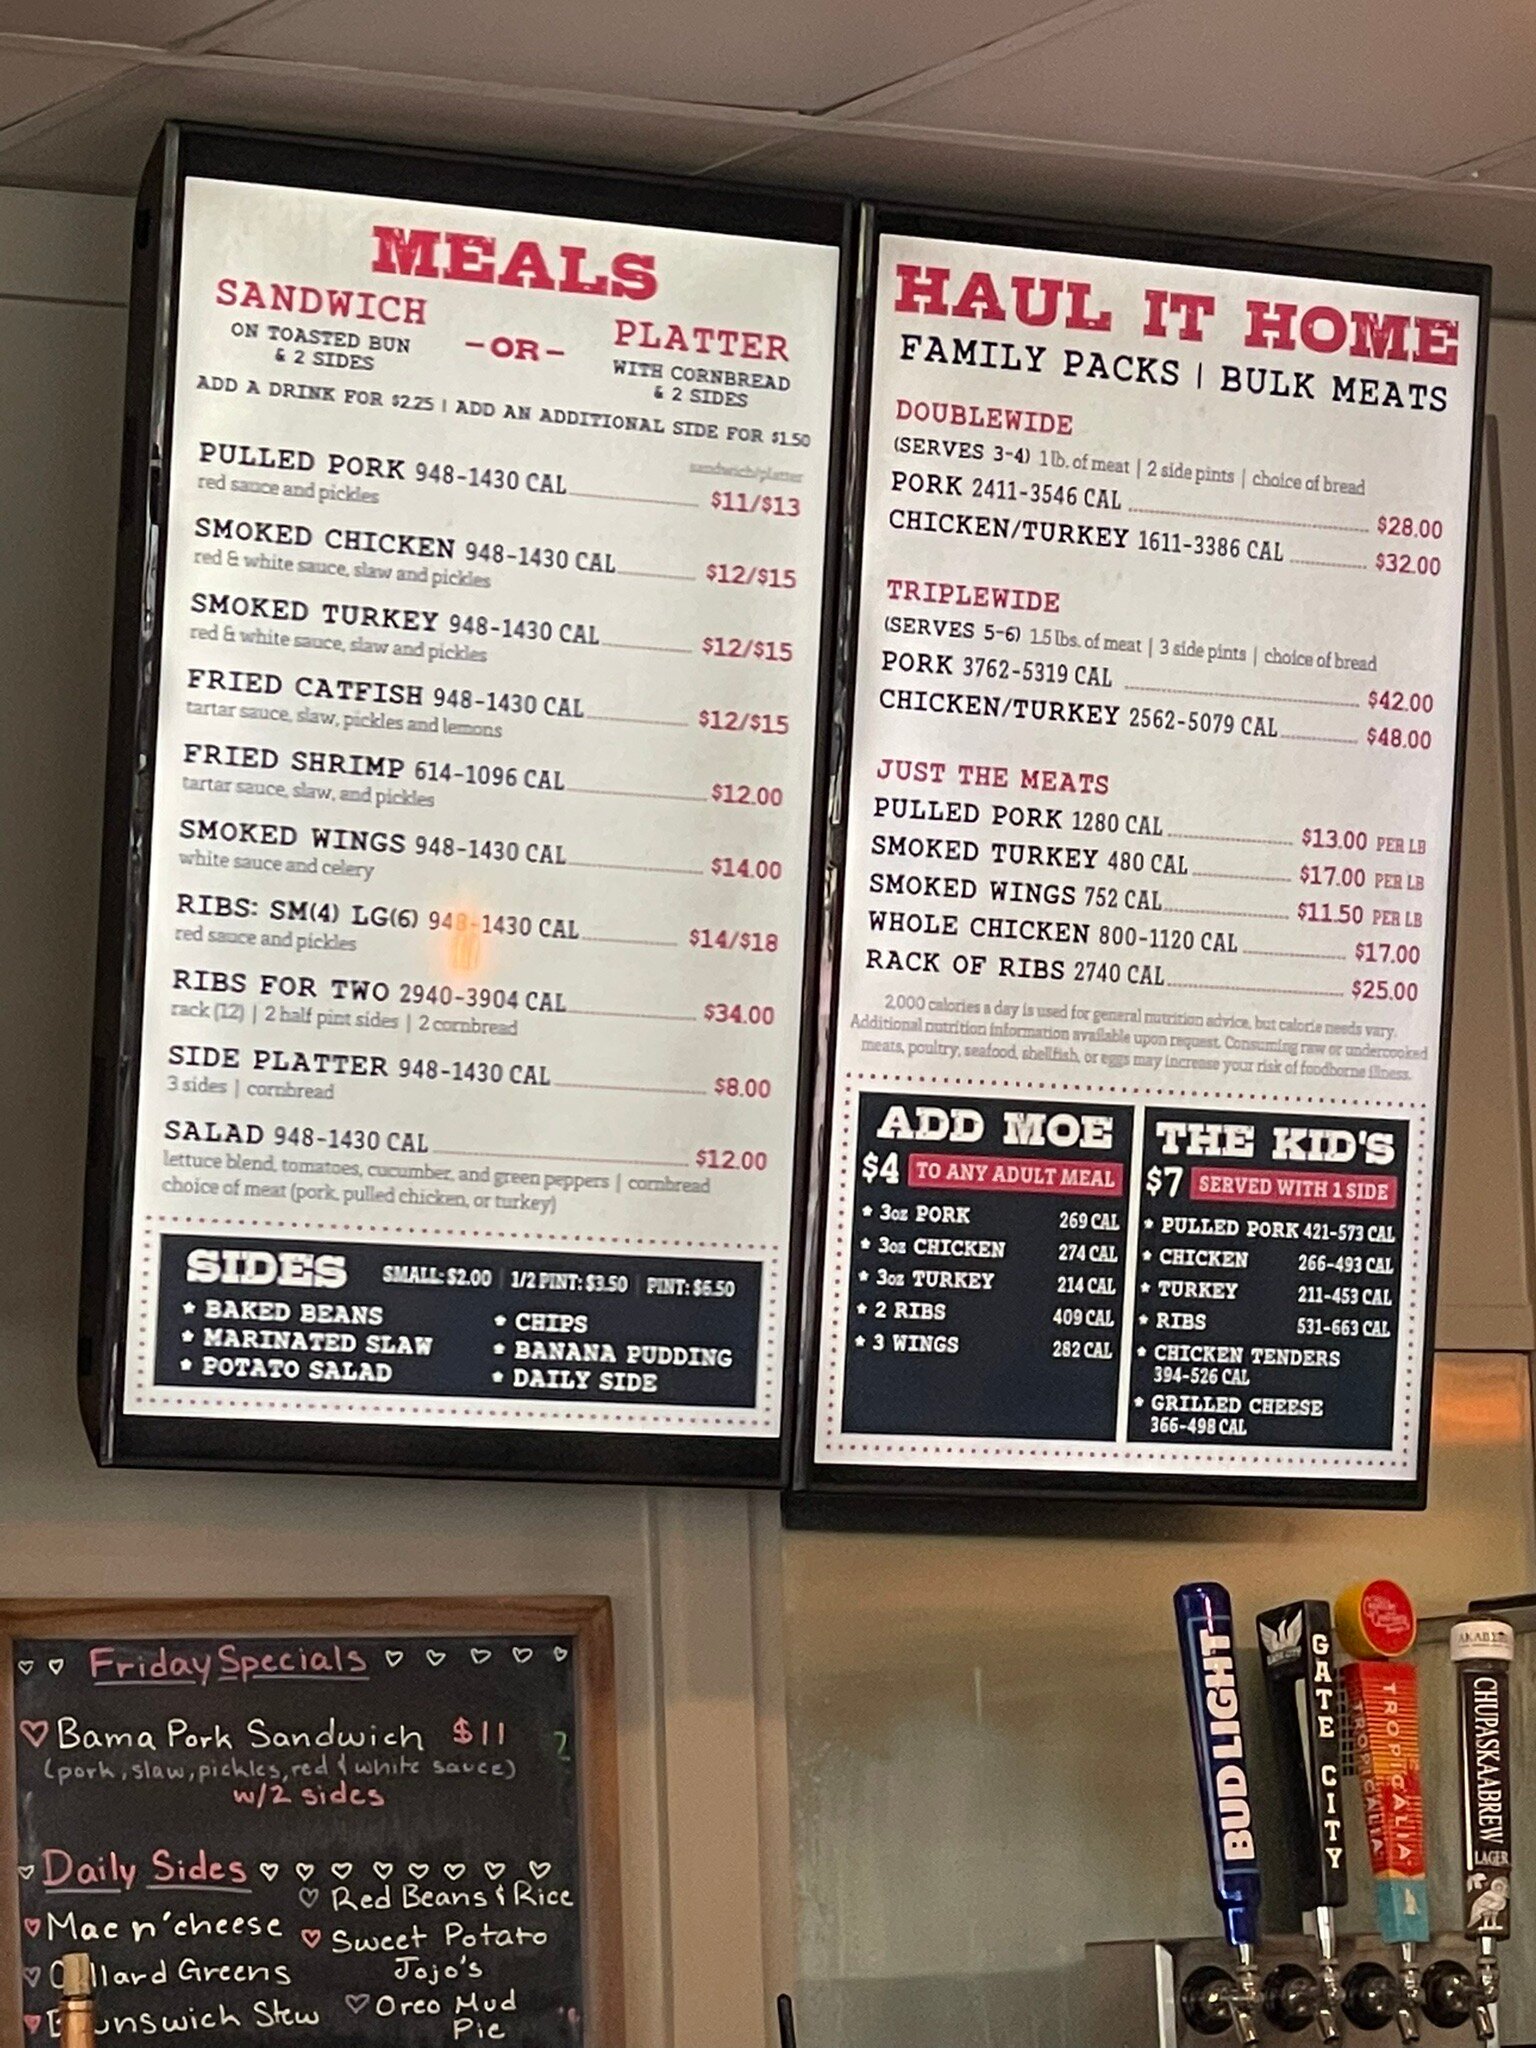 MEALS
SANDWICH
ON TOASTED BUN
& 2 SIDES
-OR-
PLATTER
WITH CORNBREAD
& 2 SIDES
ADD A DRINK FOR $2.25 | ADD AN ADDITIONAL SIDE FOR $1.50
sandwich/platter
PULLED PORK 948-1430 CAL $11/$13
red sauce and pickles
SMOKED CHICKEN 948-1430 CAL $12/$15
red & white sauce, slaw and pickles
SMOKED TURKEY 948-1430 CAL $12/$15
red & white sauce, slaw and pickles
FRIED CATFISH 948-1430 CAL $12/$15
tartar sauce, slaw, pickles and lemons
FRIED SHRIMP 614-1096 CAL $12.00
tartar sauce, slaw, and pickles
SMOKED WINGS 948-1430 CAL $14.00
white sauce and celery
RIBS: SM(4) LG(6) 948-1430 CAL $14/$18
red sauce and pickles
RIBS FOR TWO 2940-3904 CAL $34.00
rack (12) | 2 half pint sides | 2 cornbread
SIDE PLATTER 948-1430 CAL $8.00
3 sides | cornbread
SALAD 948-1430 CAL $12.00
lettuce blend, tomatoes, cucumber, and green peppers | cornbread
choice of meat (pork, pulled chicken, or turkey)
SIDES SMALL: $2.00 | 1/2 PINT: $3.50 | PINT: $6.50
* BAKED BEANS
* MARINATED SLAW
* POTATO SALAD
* CHIPS
* BANANA PUDDING
* DAILY SIDE
HAUL IT HOME
FAMILY PACKS | BULK MEATS
DOUBLEWIDE
(SERVES 3-4) 1 lb. of meat | 2 side pints | choice of bread
PORK 2411-3546 CAL $28.00
CHICKEN/TURKEY 1611-3386 CAL $32.00
TRIPLEWIDE
(SERVES 5-6) 1.5 lbs. of meat | 3 side pints | choice of bread
PORK 3762-5319 CAL $42.00
CHICKEN/TURKEY 2562-5079 CAL $48.00
JUST THE MEATS
PULLED PORK 1280 CAL $13.00 PER LB
SMOKED TURKEY 480 CAL $17.00 PER LB
SMOKED WINGS 752 CAL $11.50 PER LB
WHOLE CHICKEN 800-1120 CAL $17.00
RACK OF RIBS 2740 CAL $25.00
2,000 calories a day is used for general nutrition advice, but calorie needs vary.
Additional nutrition information available upon request. Consuming raw or undercooked
meats, poultry, seafood, shellfish, or eggs may increase your risk of foodborne illness.
ADD MOE
$4 TO ANY ADULT MEAL
* 3oz PORK 269 CAL
* 3oz CHICKEN 274 CAL
* 3oz TURKEY 214 CAL
* 2 RIBS 409 CAL
* 3 WINGS 282 CAL
THE KID'S
$7 SERVED WITH 1 SIDE
* PULLED PORK 421-573 CAL
* CHICKEN 266-493 CAL
* TURKEY 211-453 CAL
* RIBS 531-663 CAL
* CHICKEN TENDERS
394-526 CAL
* GRILLED CHEESE
366-498 CAL
Friday Specials
Bama Pork Sandwich $11
(pork, slaw, pickles, red & white sauce)
w/2 sides
Daily Sides
Mac n' cheese
Collard Greens
Brunswick Stew
Red Beans & Rice
Sweet Potato
Jojo's
Oreo Mud
Pie
BUD LIGHT
GATE CITY
TROPICALIA
TROPICALIA
CHUPASKAABREW
LAGER